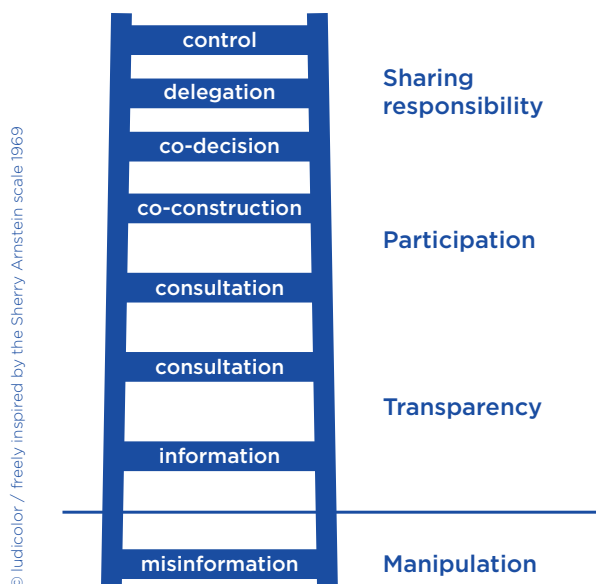 control
delegation
co-decision
co-construction
consultation
consultation
information
misinformation
Sharing
responsibility
Participation
Transparency
Manipulation
© ludicolor / freely inspired by the Sherry Arnstein scale 1969